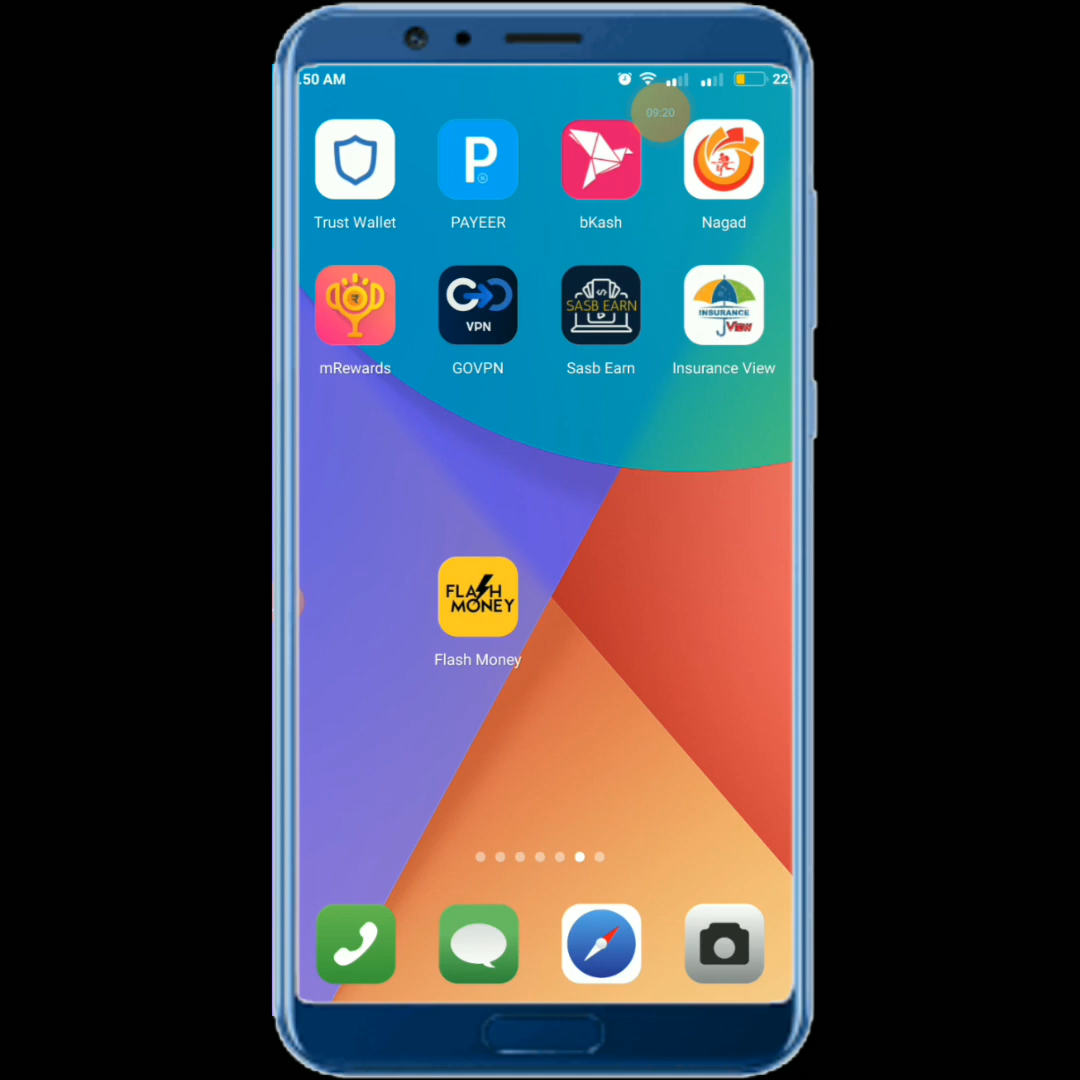 :50 AM
22
09:20
P
Trust Wallet
PAYEER
bKash
Nagad
GO
VPN
SASB EARN
INSURANCE
View
mRewards
GOVPN
Sasb Earn
Insurance View
FLASH
MONEY
Flash Money